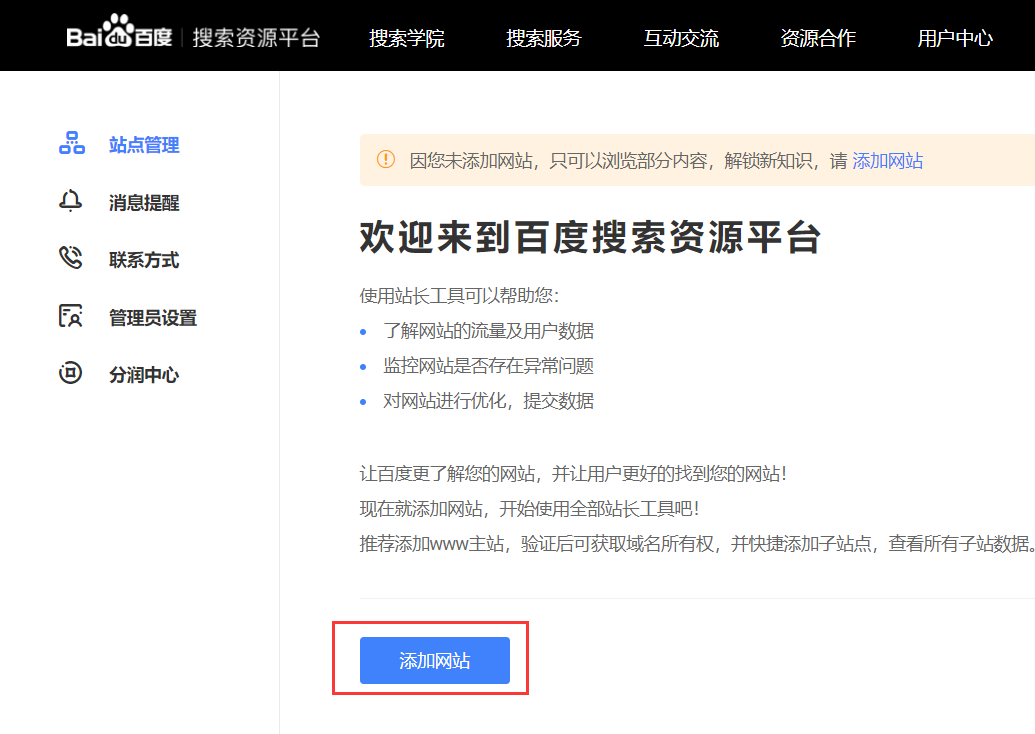 Bai du 百度 | 搜索资源平台 搜索学院 搜索服务 互动交流 资源合作 用户中心
站点管理
消息提醒
联系方式
管理员设置
分润中心
因您未添加网站，只可以浏览部分内容，解锁新知识，请 添加网站
欢迎来到百度搜索资源平台
使用站长工具可以帮助您：
了解网站的流量及用户数据
监控网站是否存在异常问题
对网站进行优化，提交数据
让百度更了解您的网站，并让用户更好的找到您的网站！
现在就添加网站，开始使用全部站长工具吧！
推荐添加www主站，验证后可获取域名所有权，并快捷添加子站点，查看所有子站数据。
添加网站